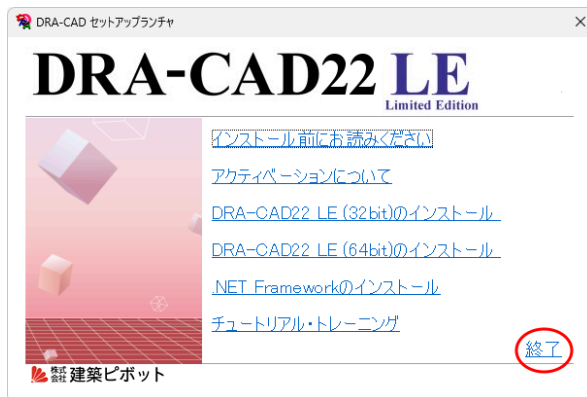 DRA-CAD セットアップランチャ
DRA-CAD22 LE
Limited Edition
インストール前にお読みください
アクティベーションについて
DRA-CAD22 LE (32bit)のインストール
DRA-CAD22 LE (64bit)のインストール
.NET Frameworkのインストール
チュートリアル・トレーニング
終了
株式会社 建築ピボット